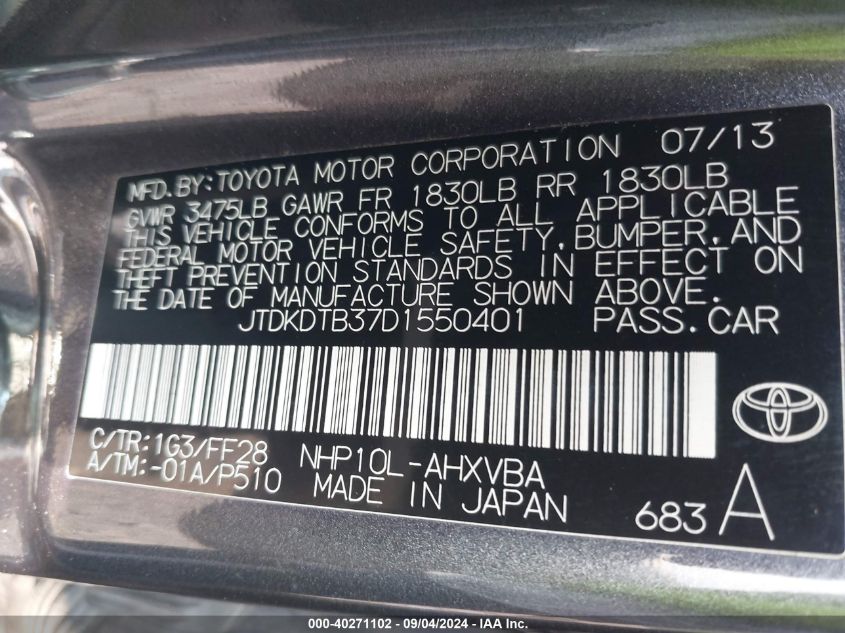 MFD.BY:TOYOTA MOTOR CORPORATION 07/13
GVWR 3475LB GAWR FR 1830LB RR 1830LB
THIS VEHICLE CONFORMS TO ALL APPLICABLE
FEDERAL MOTOR VEHICLE SAFETY,BUMPER,AND
THEFT PREVENTION STANDARDS IN EFFECT ON
THE DATE OF MANUFACTURE SHOWN ABOVE.
JTDKDTB37D1550401 PASS.CAR
C/TR:1G3/FF28 NHP10L-AHXVBA
A/TM:-01A/P510 MADE IN JAPAN
683 A
000-40271102 - 09/04/2024 - IAA Inc.